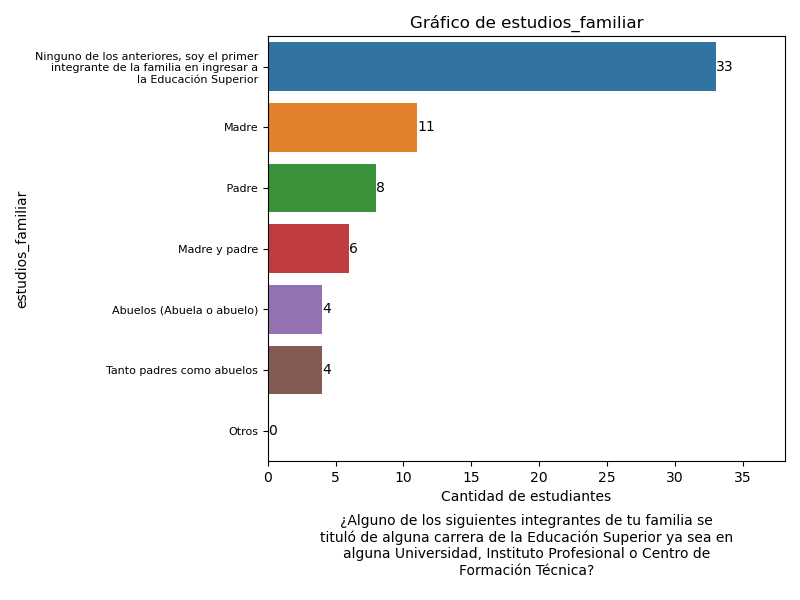 Gráfico de estudios_familiar
Ninguno de los anteriores, soy el primer
integrante de la familia en ingresar a
la Educación Superior
33
Madre
11
Padre
8
Madre y padre
6
Abuelos (Abuela o abuelo)
4
Tanto padres como abuelos
4
Otros
0
estudios_familiar
0 5 10 15 20 25 30 35
Cantidad de estudiantes
¿Alguno de los siguientes integrantes de tu familia se
tituló de alguna carrera de la Educación Superior ya sea en
alguna Universidad, Instituto Profesional o Centro de
Formación Técnica?